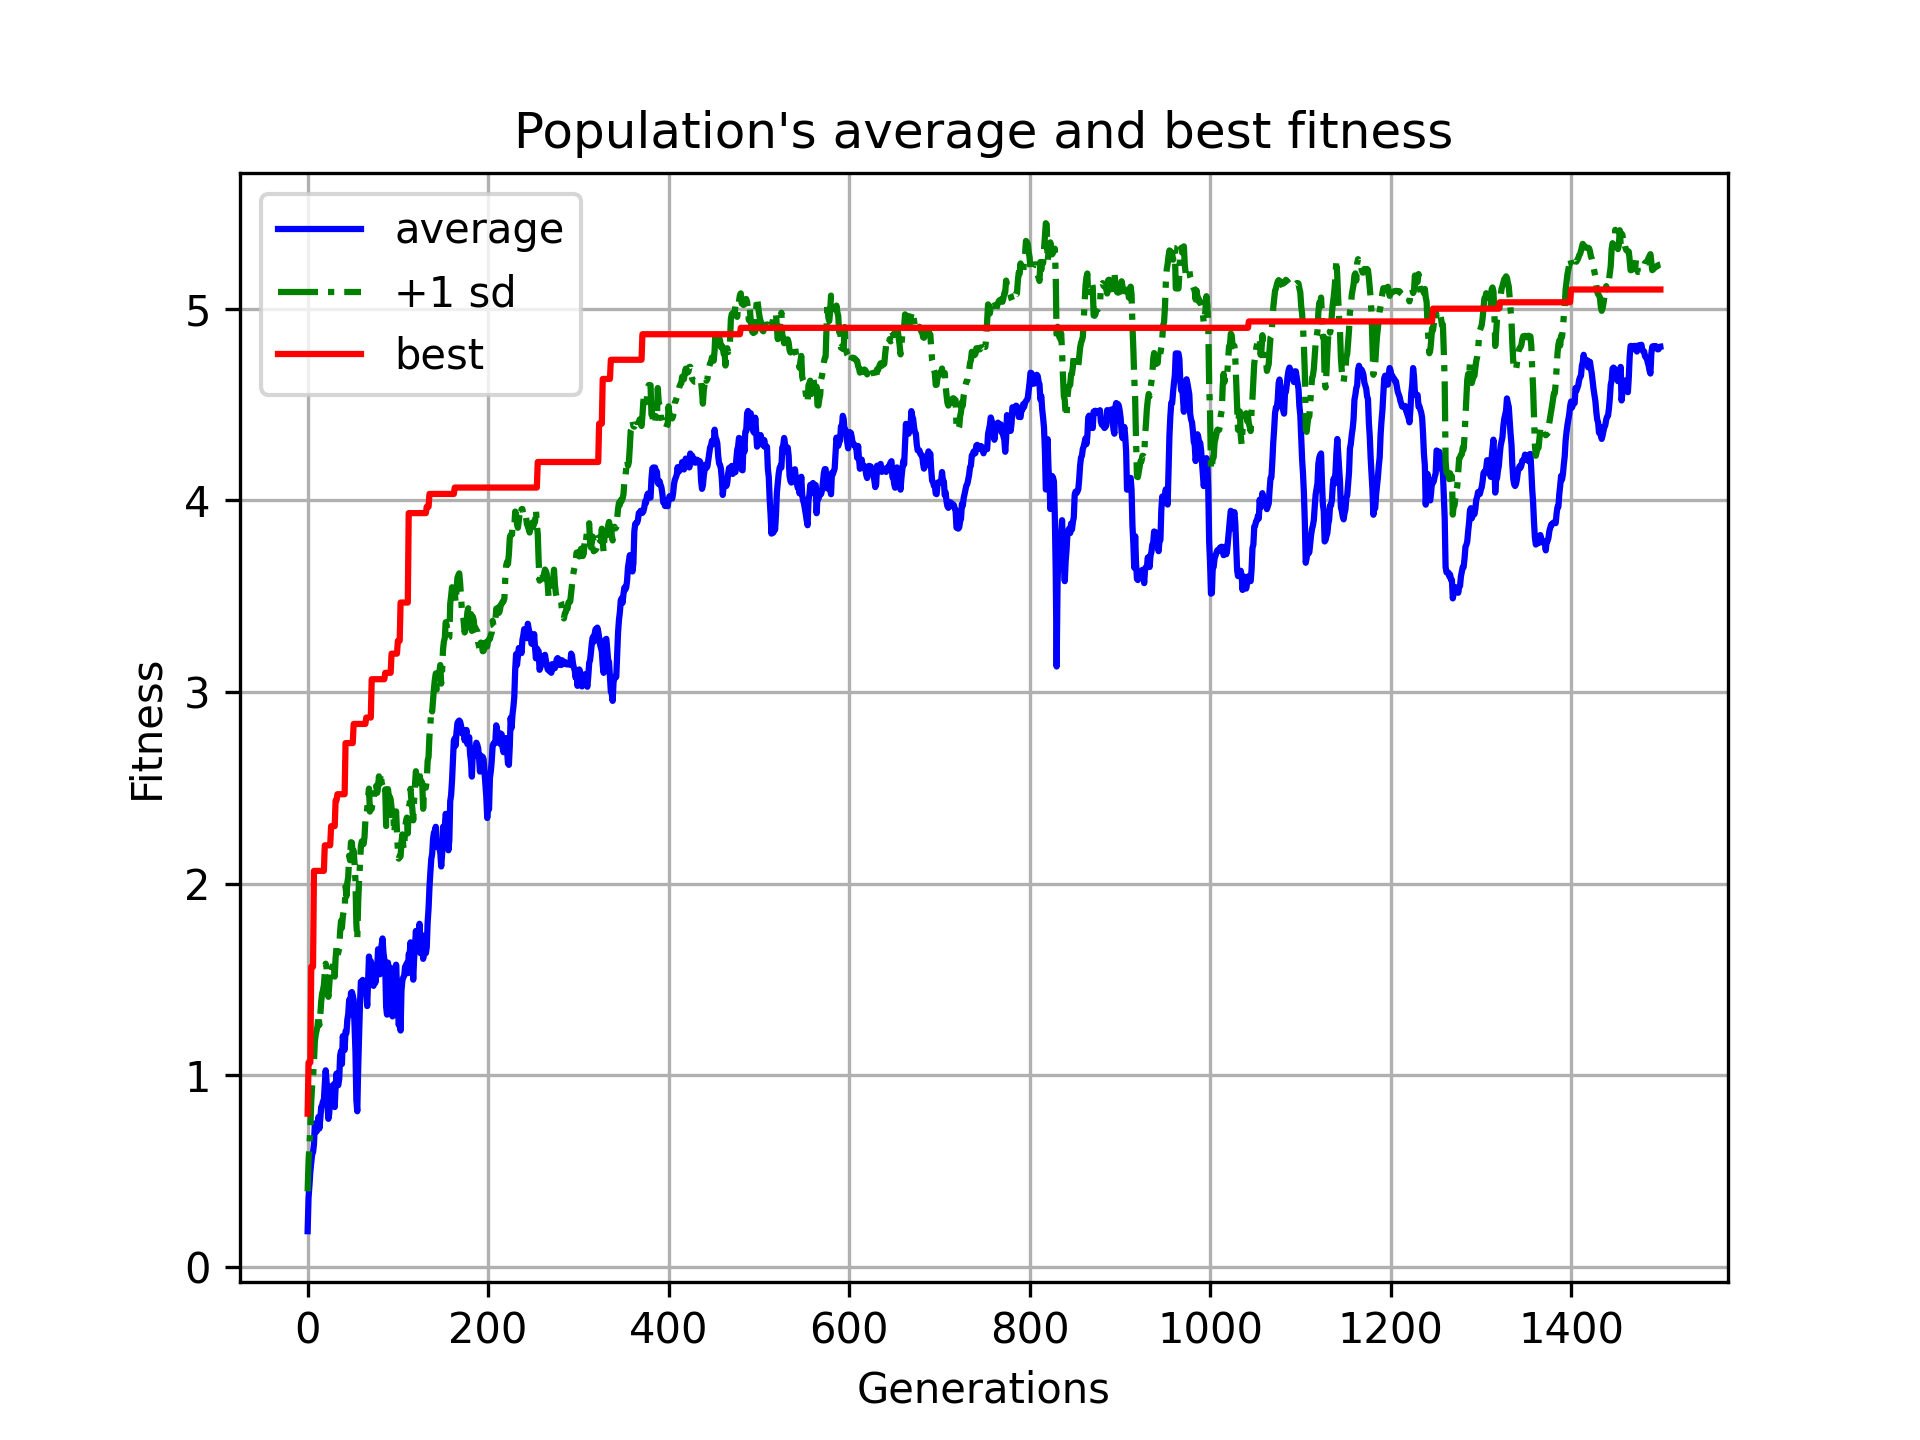 Population's average and best fitness
average
+1 sd
best
5
4
3
2
1
0
Fitness
0 200 400 600 800 1000 1200 1400
Generations